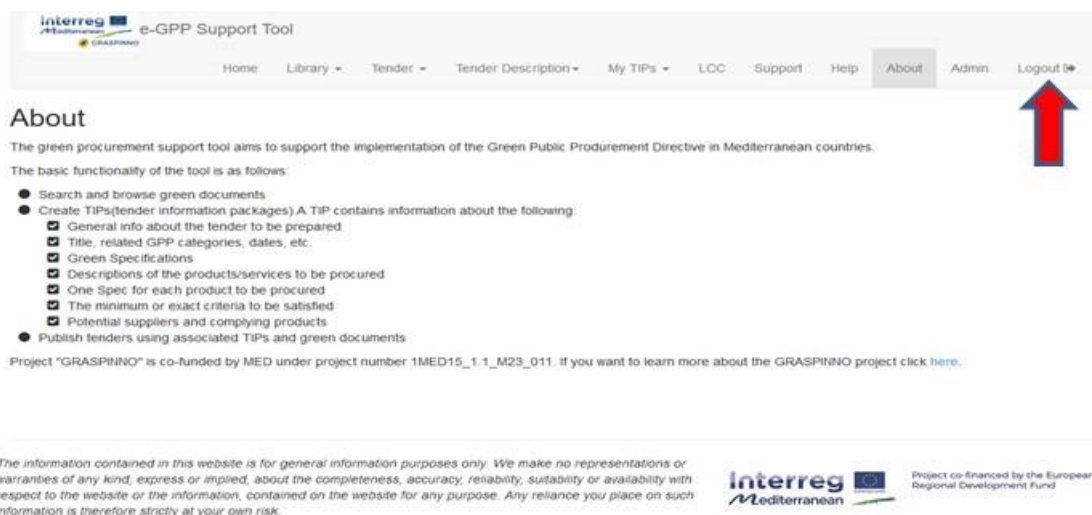 Interreg
Mediterranean
GRASPINNO
e-GPP Support Tool
Home Library Tender Tender Description My TIPs LCC Support Help About Admin Logout
About
The green procurement support tool aims to support the implementation of the Green Public Produrement Directive in Mediterranean countries.
The basic functionality of the tool is as follows:
Search and browse green documents
Create TIPs(tender information packages) A TIP contains information about the following:
General info about the tender to be prepared
Title, related GPP categories, dates, etc.
Green Specifications
Descriptions of the products/services to be procured
One Spec for each product to be procured
The minimum or exact criteria to be satisfied
Potential suppliers and complying products
Publish tenders using associated TIPs and green documents
Project "GRASPINNO" is co-funded by MED under project number 1MED15_1.1_M23_011. If you want to learn more about the GRASPINNO project click here.
The information contained in this website is for general information purposes only. We make no representations or
warranties of any kind, express or implied, about the completeness, accuracy, reliability, suitability or availability with
respect to the website or the information, contained on the website for any purpose. Any reliance you place on such
information is therefore strictly at your own risk.
Interreg
Mediterranean
Project co-financed by the European
Regional Development Fund